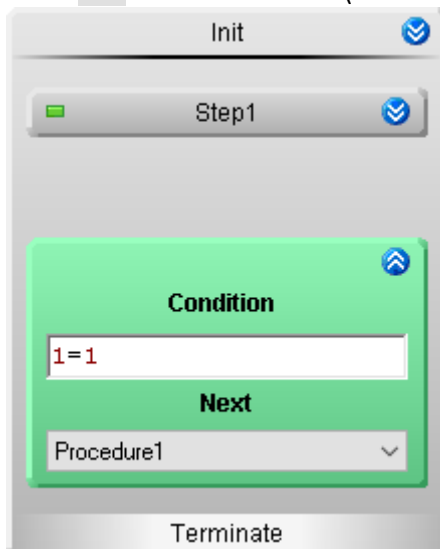 Init
Step1
Condition
1=1
Next
Procedure1
Terminate